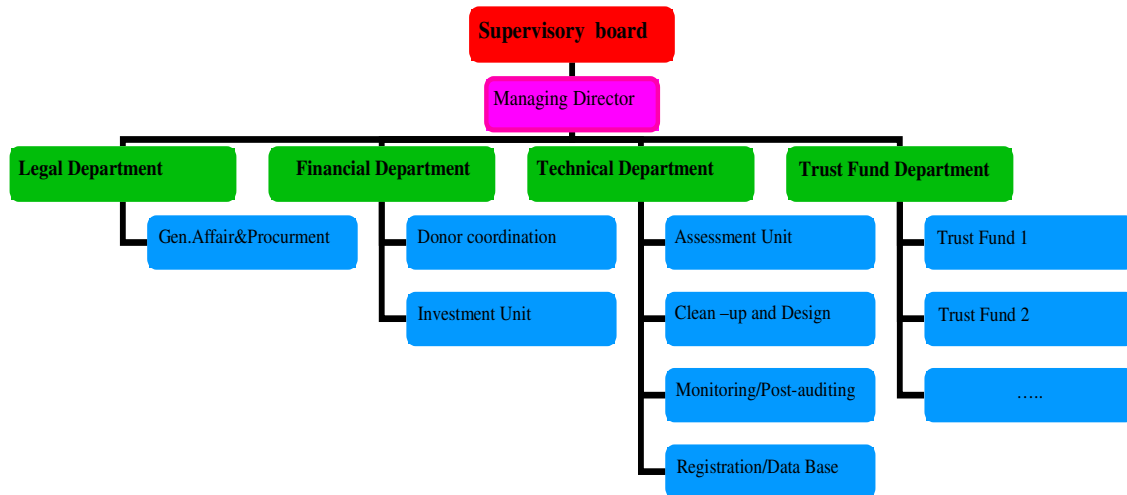 Supervisory board
Managing Director
Legal Department
Financial Department
Technical Department
Trust Fund Department
Gen.Affair&Procurment
Donor coordination
Assessment Unit
Trust Fund 1
Investment Unit
Clean –up and Design
Trust Fund 2
Monitoring/Post-auditing
…..
Registration/Data Base